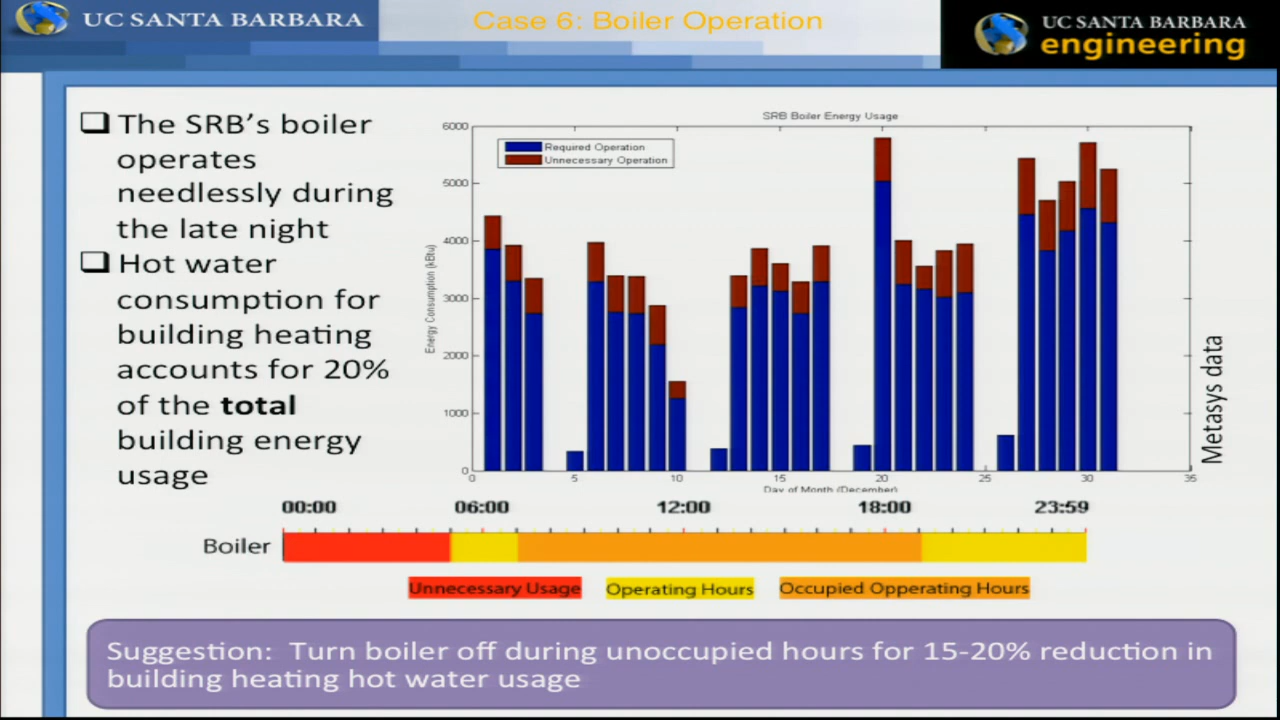 UC SANTA BARBARA
Case 6: Boiler Operation
UC SANTA BARBARA
engineering
The SRB's boiler
operates
needlessly during
the late night
Hot water
consumption for
building heating
accounts for 20%
of the total
building energy
usage
SRB Boiler Energy Usage
Required Operation
Unnecessary Operation
Energy Consumption (kBtu)
6000
5000
4000
3000
2000
1000
0
0 5 10 15 20 25 30 35
Day of Month (December)
Metasys data
00:00 06:00 12:00 18:00 23:59
Boiler
Unnecessary Usage Operating Hours Occupied Opperating Hours
Suggestion: Turn boiler off during unoccupied hours for 15-20% reduction in
building heating hot water usage